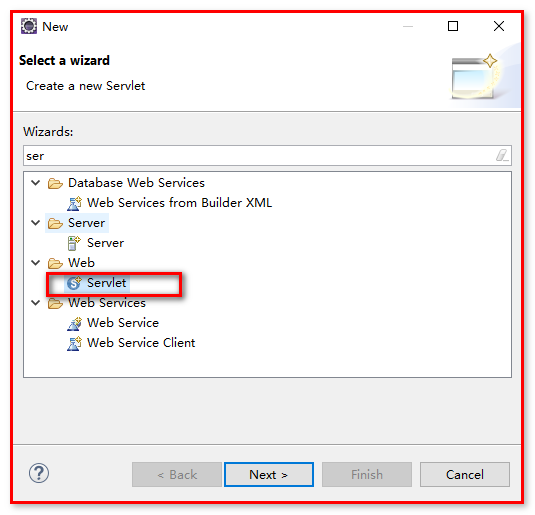 New
Select a wizard
Create a new Servlet
Wizards:
ser
Database Web Services
Web Services from Builder XML
Server
Server
Web
Servlet
Web Services
Web Service
Web Service Client
< Back
Next >
Finish
Cancel